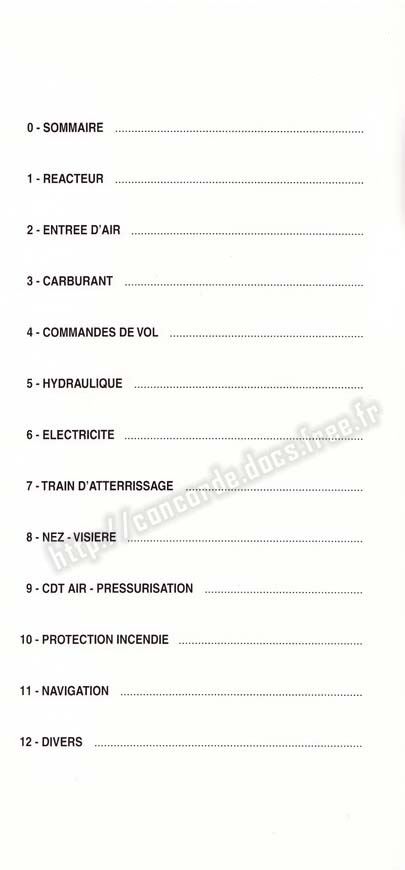 0 - SOMMAIRE ........................................
1 - REACTEUR ........................................
2 - ENTREE D'AIR ........................................
3 - CARBURANT ........................................
4 - COMMANDES DE VOL ........................................
5 - HYDRAULIQUE ........................................
6 - ELECTRICITE ........................................
7 - TRAIN D'ATTERRISSAGE ........................................
8 - NEZ - VISIERE ........................................
9 - CDT AIR - PRESSURISATION ........................................
10 - PROTECTION INCENDIE ........................................
11 - NAVIGATION ........................................
12 - DIVERS ........................................
http://concorde.docs.free.fr